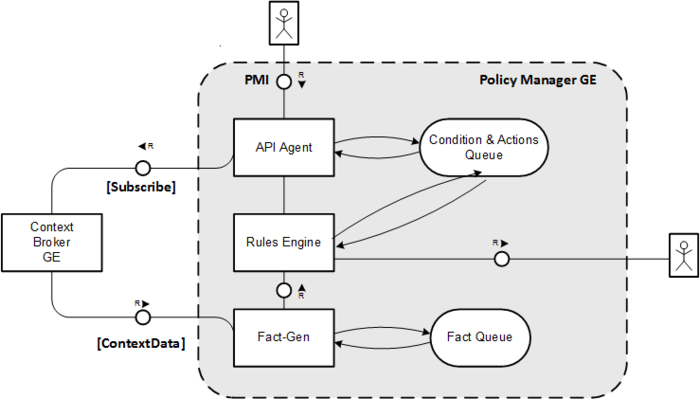 R
PMI
Policy Manager GE
R
API Agent
Condition & Actions
Queue
[Subscribe]
Context
Broker
GE
Rules Engine
R
R
R
Fact-Gen
Fact Queue
[ContextData]